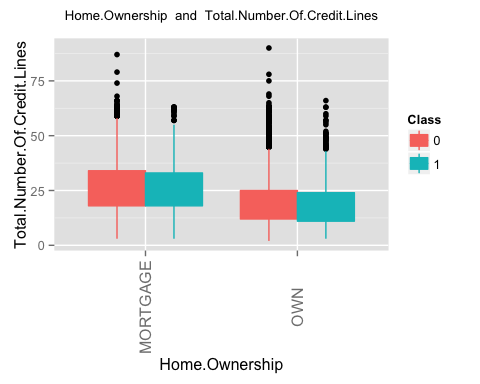 Home.Ownership and Total.Number.Of.Credit.Lines
Total.Number.Of.Credit.Lines
75
50
25
0
MORTGAGE
OWN
Home.Ownership
Class
0
1